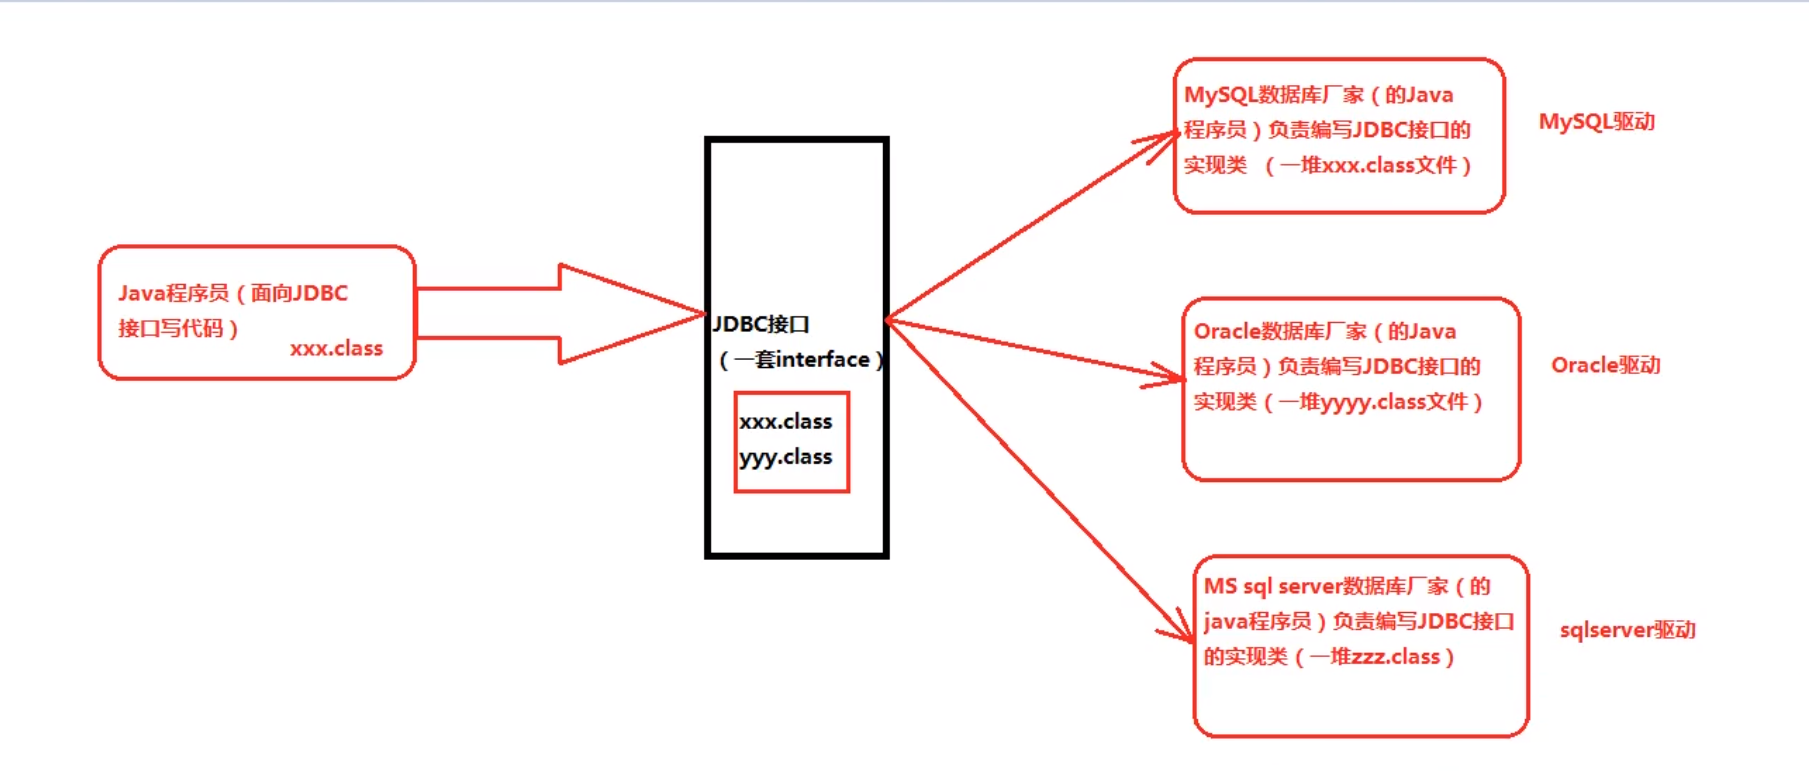 Java程序员（面向JDBC
接口写代码）
xxx.class
JDBC接口
（一套interface）
xxx.class
yyy.class
MySQL数据库厂家（的Java
程序员）负责编写JDBC接口的
实现类 （一堆xxx.class文件）
MySQL驱动
Oracle数据库厂家（的Java
程序员）负责编写JDBC接口的
实现类（一堆yyyy.class文件）
Oracle驱动
MS sql server数据库厂家（的
java程序员）负责编写JDBC接口
的实现类（一堆zzz.class）
sqlserver驱动